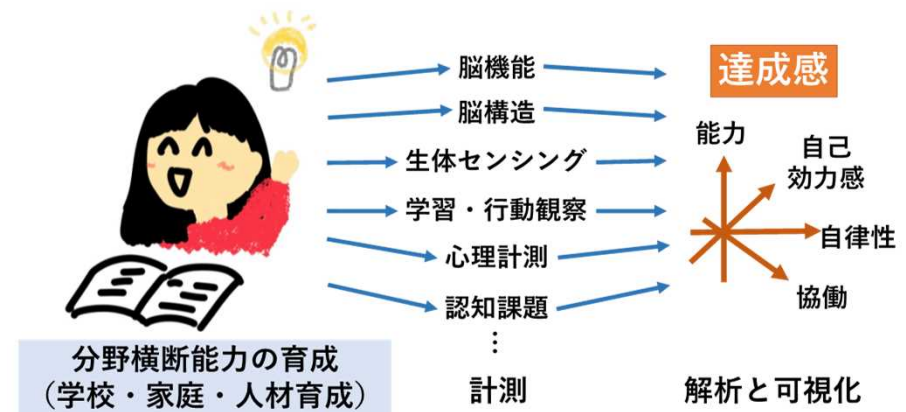 脳機能
脳構造
生体センシング
学習・行動観察
心理計測
認知課題
⋮
計測
達成感
能力
自己
効力感
自律性
協働
解析と可視化
分野横断能力の育成
（学校・家庭・人材育成）